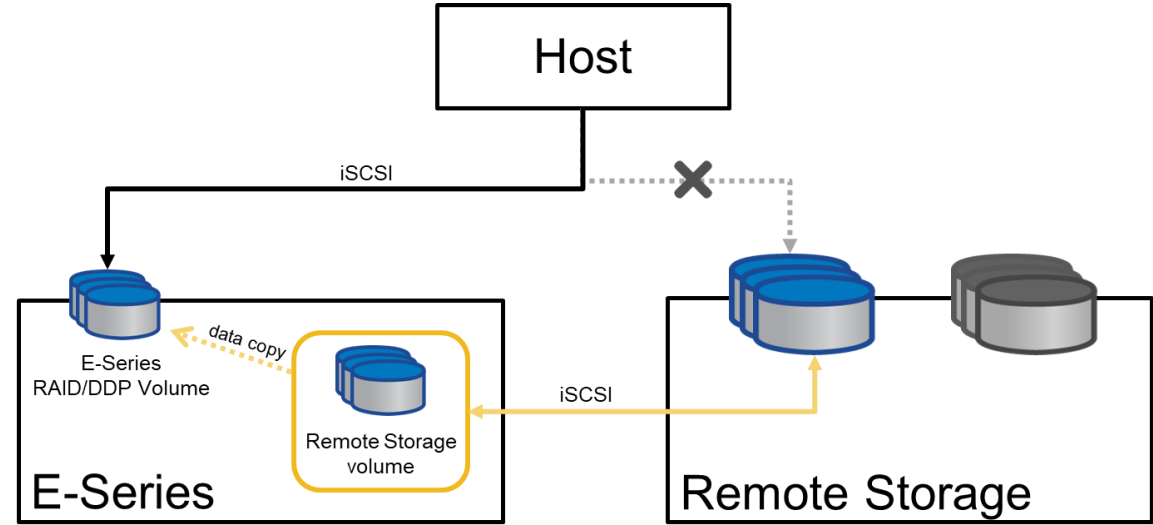 Host
iSCSI
data copy
E-Series
RAID/DDP Volume
iSCSI
Remote Storage
volume
E-Series
Remote Storage